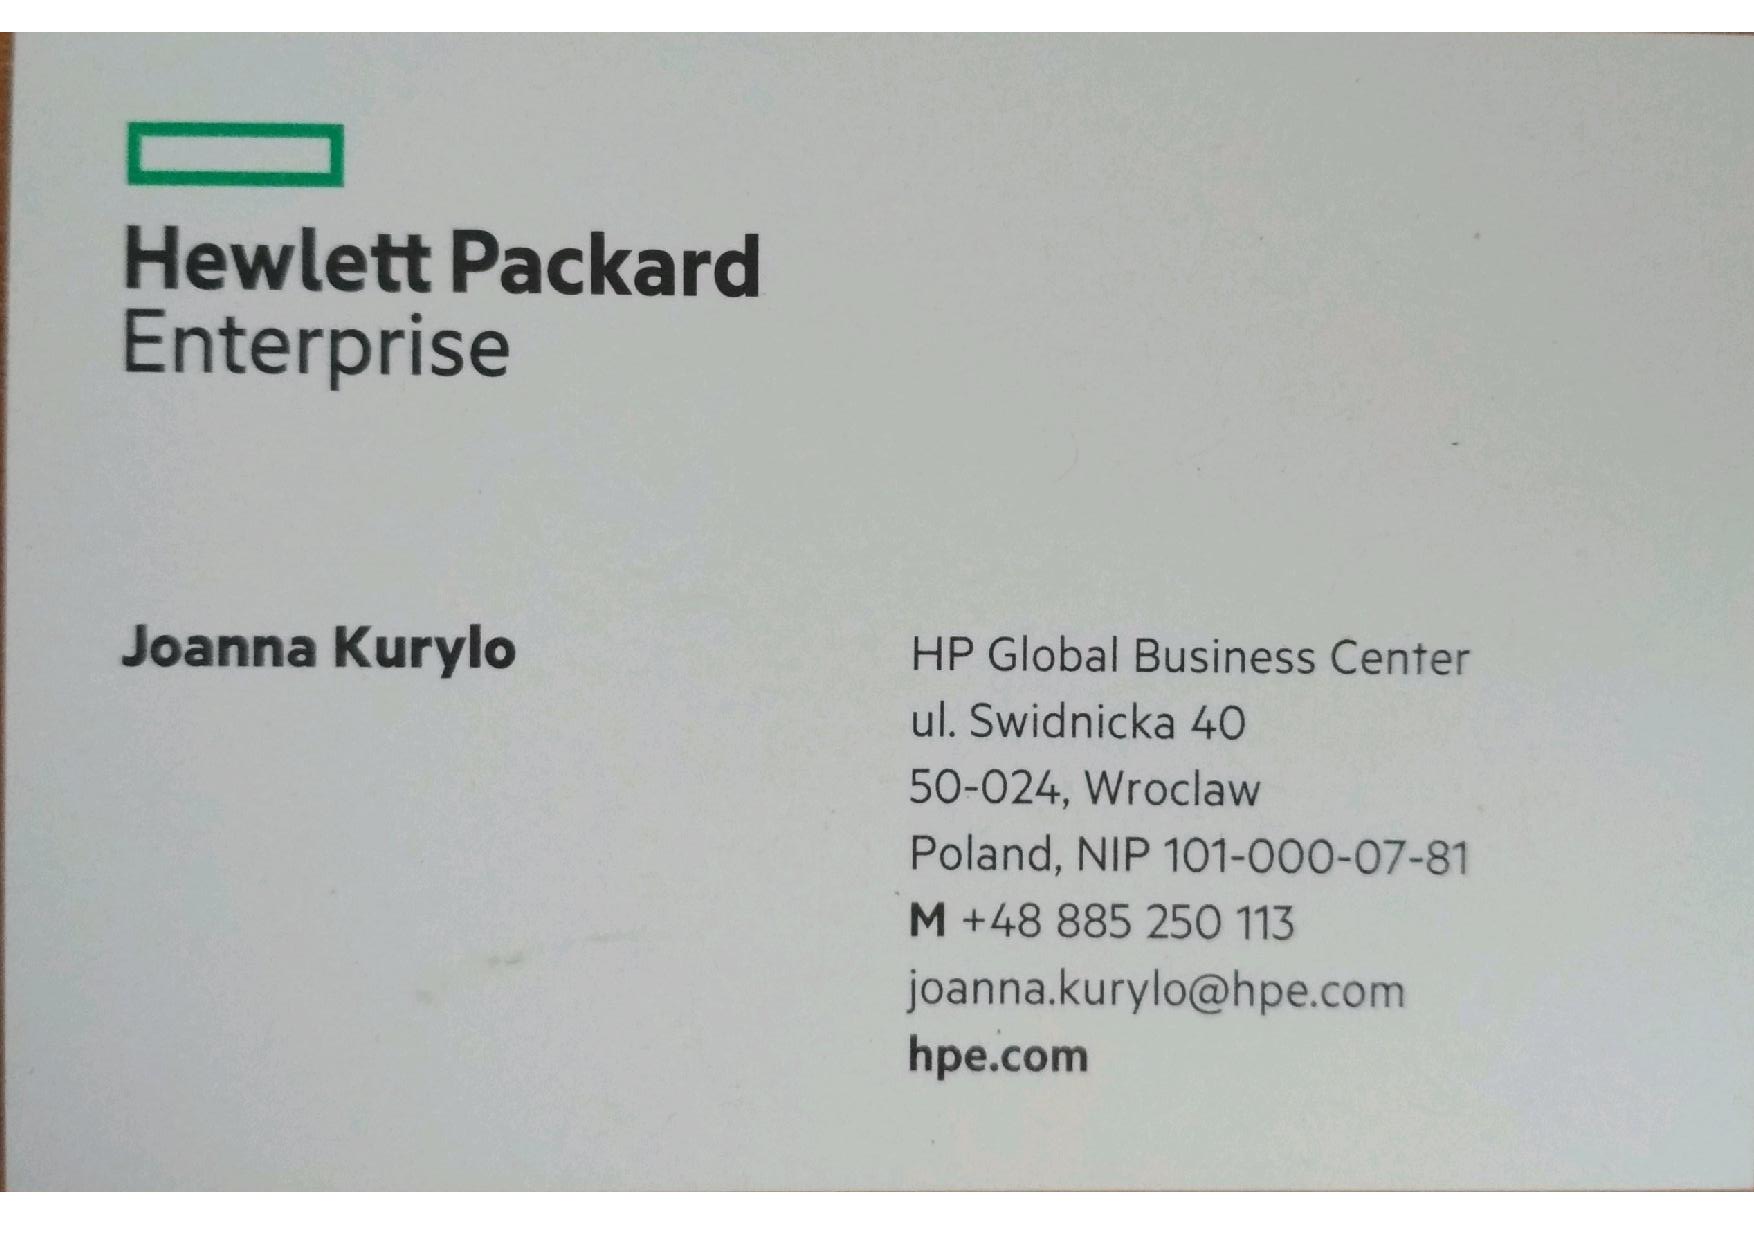 Hewlett Packard
Enterprise
Joanna Kurylo
HP Global Business Center
ul. Swidnicka 40
50-024, Wroclaw
Poland, NIP 101-000-07-81
M +48 885 250 113
joanna.kurylo@hpe.com
hpe.com